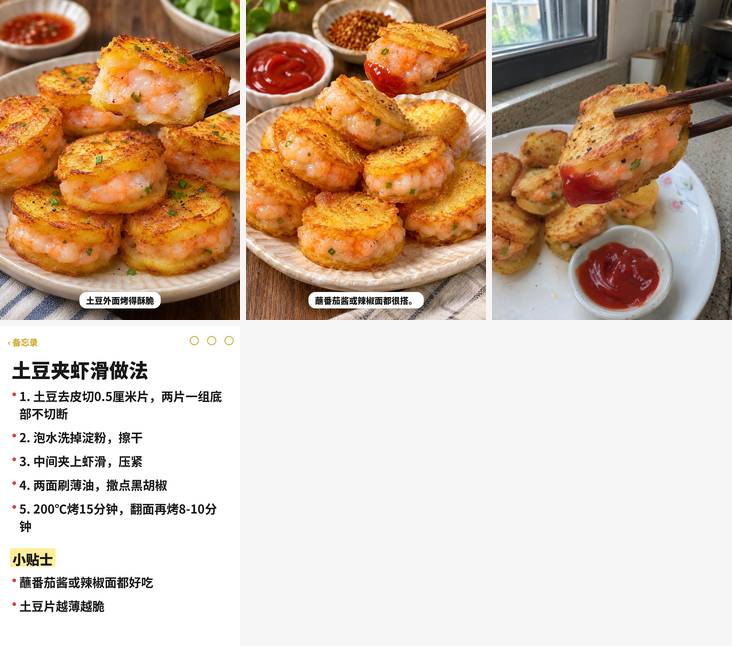 土豆外面烤得酥脆
蘸番茄酱或辣椒面都很搭。
‹ 备忘录
土豆夹虾滑做法
1. 土豆去皮切0.5厘米片，两片一组底
部不切断
2. 泡水洗掉淀粉，擦干
3. 中间夹上虾滑，压紧
4. 两面刷薄油，撒点黑胡椒
5. 200℃烤15分钟，翻面再烤8-10分
钟
小贴士
蘸番茄酱或辣椒面都好吃
土豆片越薄越脆